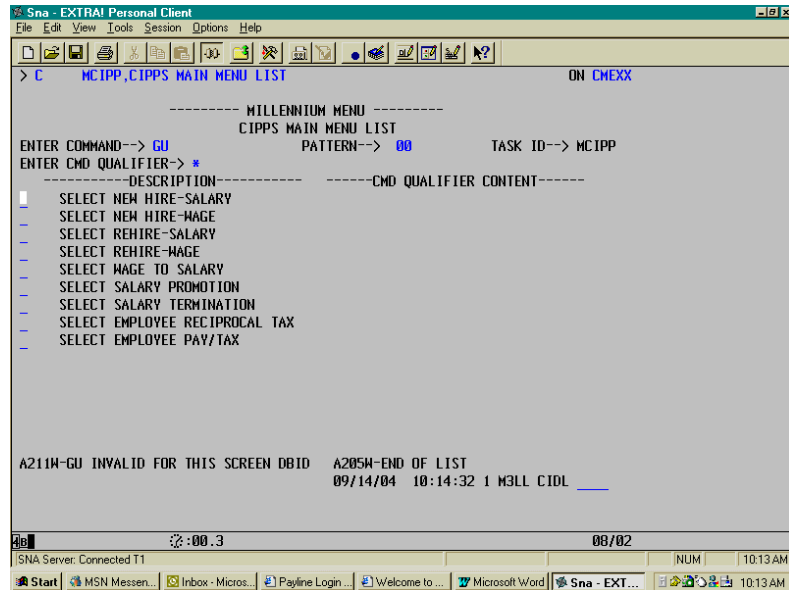 Sna - EXTRA! Personal Client
File Edit View Tools Session Options Help
> C MCIPP,CIPPS MAIN MENU LIST ON CMEXX
--------- MILLENNIUM MENU ---------
CIPPS MAIN MENU LIST
ENTER COMMAND--> GU PATTERN--> 00 TASK ID--> MCIPP
ENTER CMD QUALIFIER-> *
-----------DESCRIPTION----------- ------CMD QUALIFIER CONTENT------
_ SELECT NEW HIRE-SALARY
_ SELECT NEW HIRE-WAGE
_ SELECT REHIRE-SALARY
_ SELECT REHIRE-WAGE
_ SELECT WAGE TO SALARY
_ SELECT SALARY PROMOTION
_ SELECT SALARY TERMINATION
_ SELECT EMPLOYEE RECIPROCAL TAX
_ SELECT EMPLOYEE PAY/TAX
A211W-GU INVALID FOR THIS SCREEN DBID A205W-END OF LIST
09/14/04 10:14:32 1 M3LL CIDL ____
4B :00.3 08/02
SNA Server: Connected T1 NUM 10:13 AM
Start MSN Messen... Inbox - Micros... Payline Login ... Welcome to ... Microsoft Word Sna - EXT... 10:13 AM